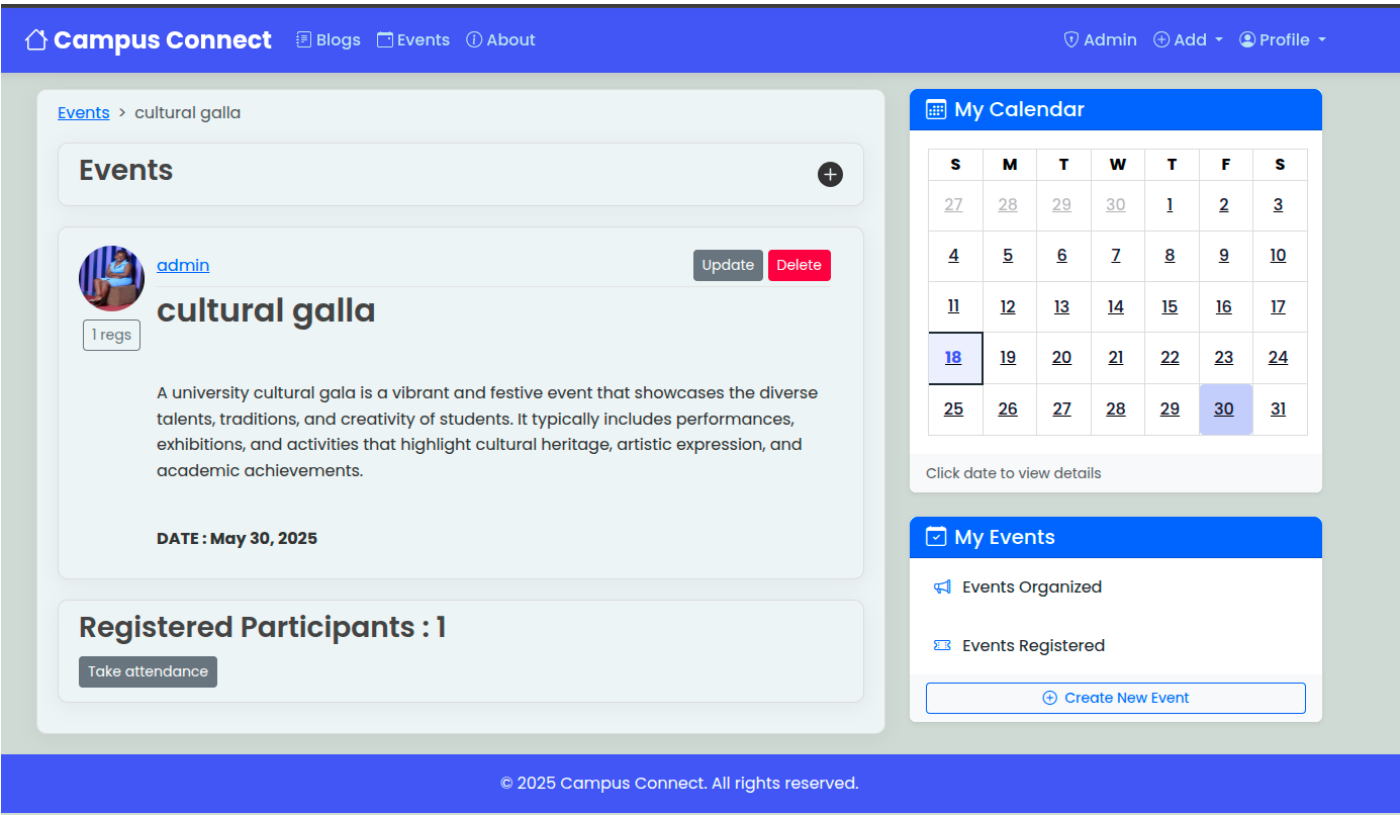 Campus Connect Blogs Events About Admin Add Profile
Events > cultural galla
Events
admin Update Delete
cultural galla
1 regs
A university cultural gala is a vibrant and festive event that showcases the diverse
talents, traditions, and creativity of students. It typically includes performances,
exhibitions, and activities that highlight cultural heritage, artistic expression, and
academic achievements.
DATE : May 30, 2025
Registered Participants : 1
Take attendance
My Calendar
S M T W T F S
27 28 29 30 1 2 3
4 5 6 7 8 9 10
11 12 13 14 15 16 17
18 19 20 21 22 23 24
25 26 27 28 29 30 31
Click date to view details
My Events
Events Organized
Events Registered
Create New Event
© 2025 Campus Connect. All rights reserved.